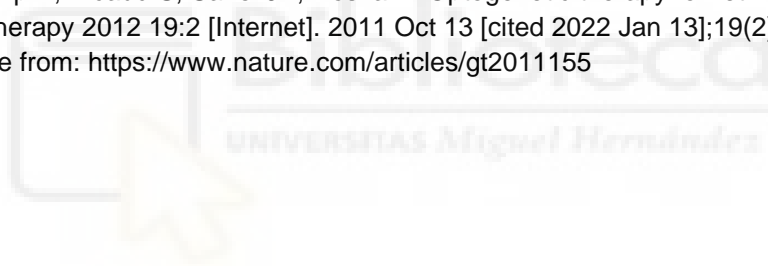 herapy 2012 19:2 [Internet]. 2011 Oct 13 [cited 2022 Jan 13];19(2)
e from: https://www.nature.com/articles/gt2011155
Biblioteca
UNIVERSITAS Miguel Hernández